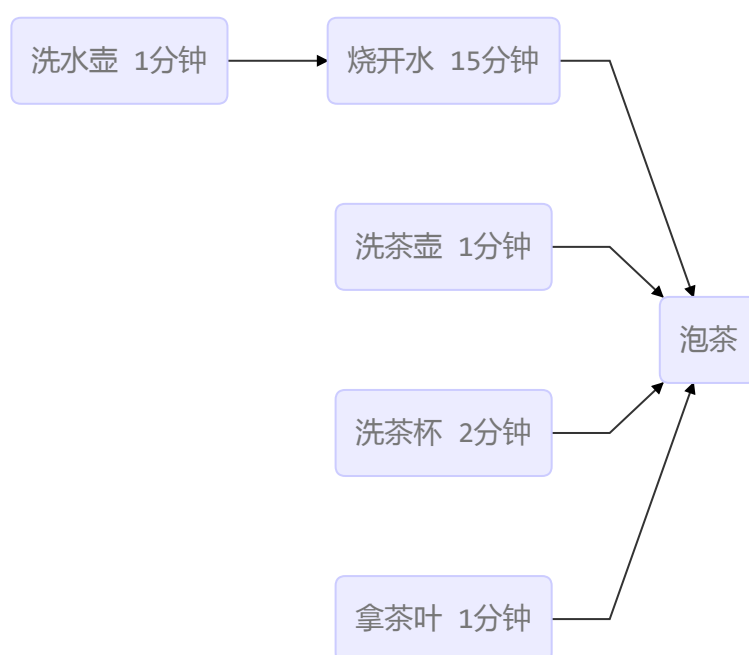 洗水壶 1分钟
烧开水 15分钟
洗茶壶 1分钟
泡茶
洗茶杯 2分钟
拿茶叶 1分钟